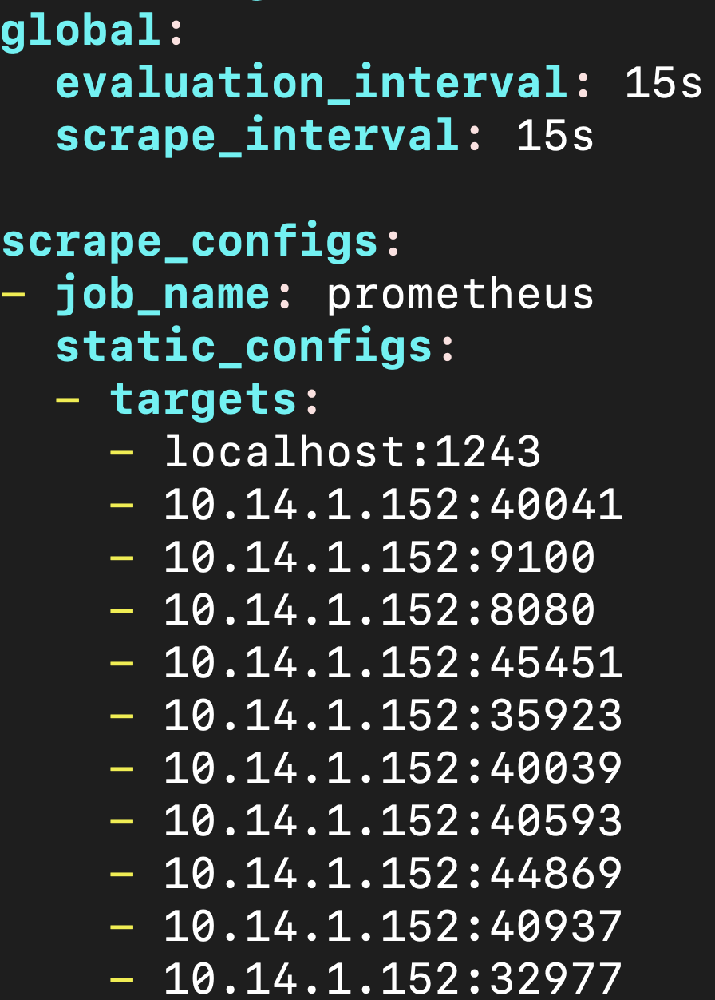 global:
  evaluation_interval: 15s
  scrape_interval: 15s

scrape_configs:
- job_name: prometheus
  static_configs:
  - targets:
    - localhost:1243
    - 10.14.1.152:40041
    - 10.14.1.152:9100
    - 10.14.1.152:8080
    - 10.14.1.152:45451
    - 10.14.1.152:35923
    - 10.14.1.152:40039
    - 10.14.1.152:40593
    - 10.14.1.152:44869
    - 10.14.1.152:40937
    - 10.14.1.152:32977